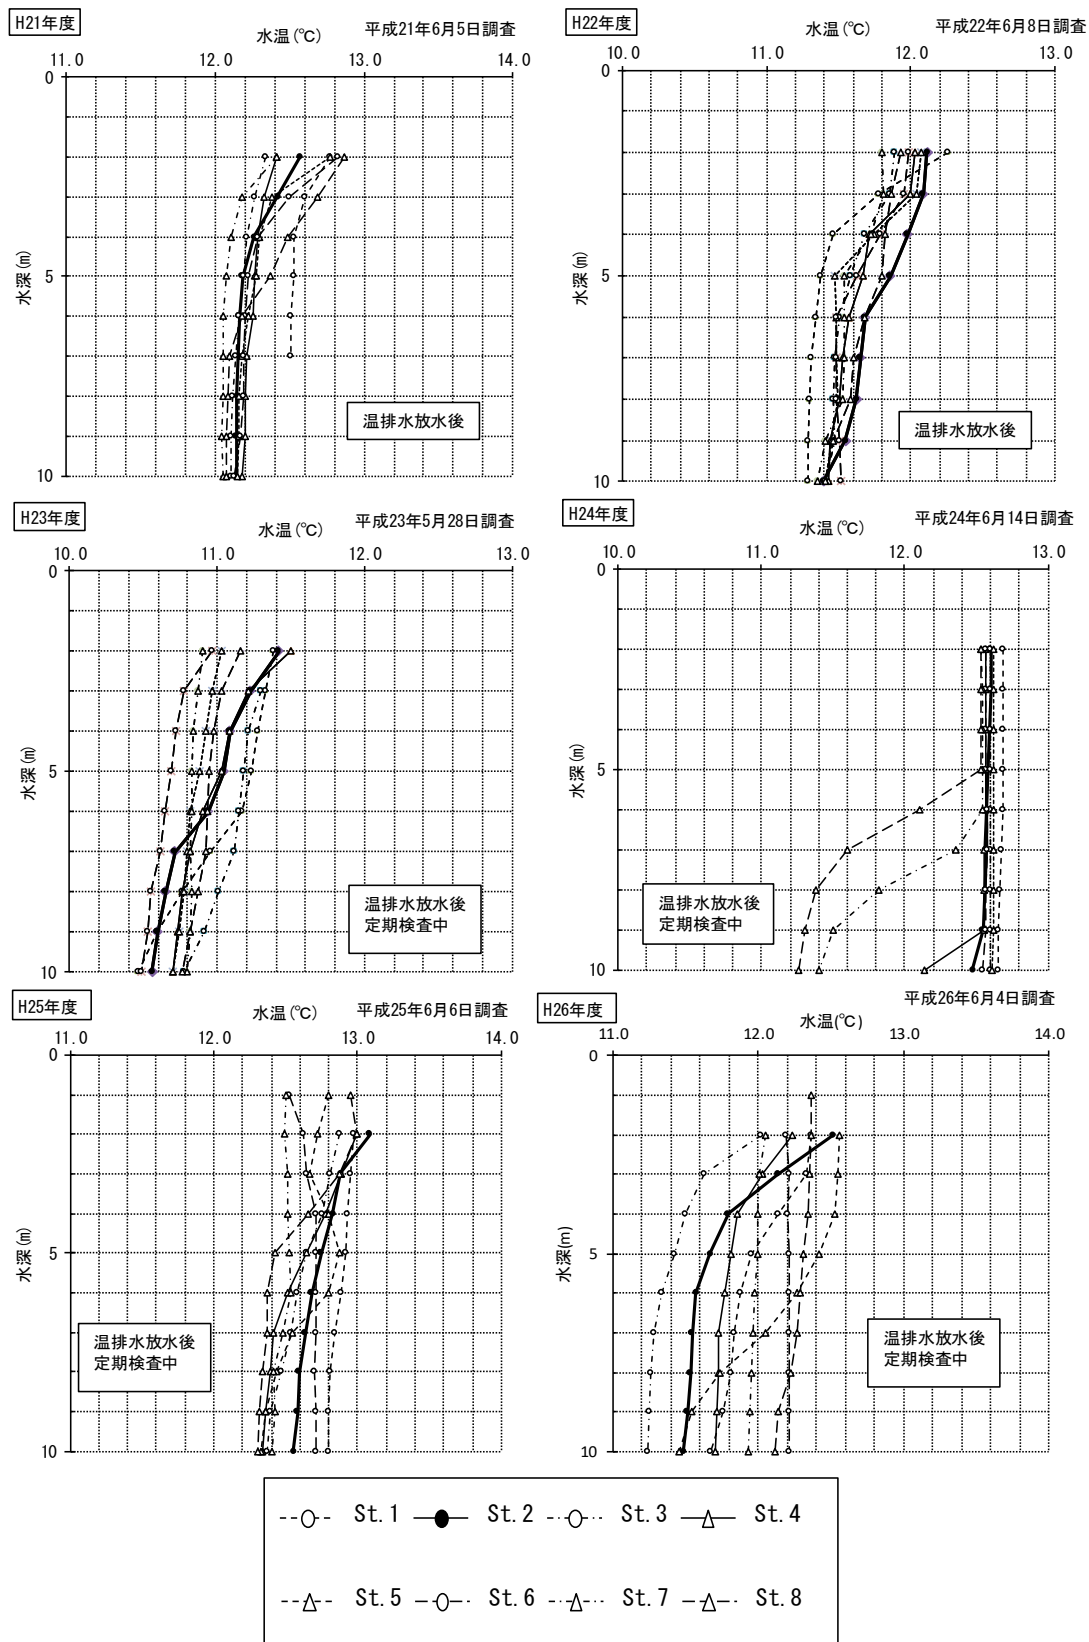 H21年度
水温(℃)
平成21年6月5日調査
11.0 12.0 13.0 14.0
0
5
10
水深(m)
温排水放水後
H22年度
水温(℃)
平成22年6月8日調査
10.0 11.0 12.0 13.0
0
5
10
水深(m)
温排水放水後
H23年度
水温(℃)
平成23年5月28日調査
10.0 11.0 12.0 13.0
0
5
10
水深(m)
温排水放水後
定期検査中
H24年度
水温(℃)
平成24年6月14日調査
10.0 11.0 12.0 13.0
0
5
10
水深(m)
温排水放水後
定期検査中
H25年度
水温(℃)
平成25年6月6日調査
11.0 12.0 13.0 14.0
0
5
10
水深(m)
温排水放水後
定期検査中
H26年度
平成26年6月4日調査
水温(℃)
11.0 12.0 13.0 14.0
0
5
10
水深(m)
温排水放水後
定期検査中
St.1 St.2 St.3 St.4
St.5 St.6 St.7 St.8